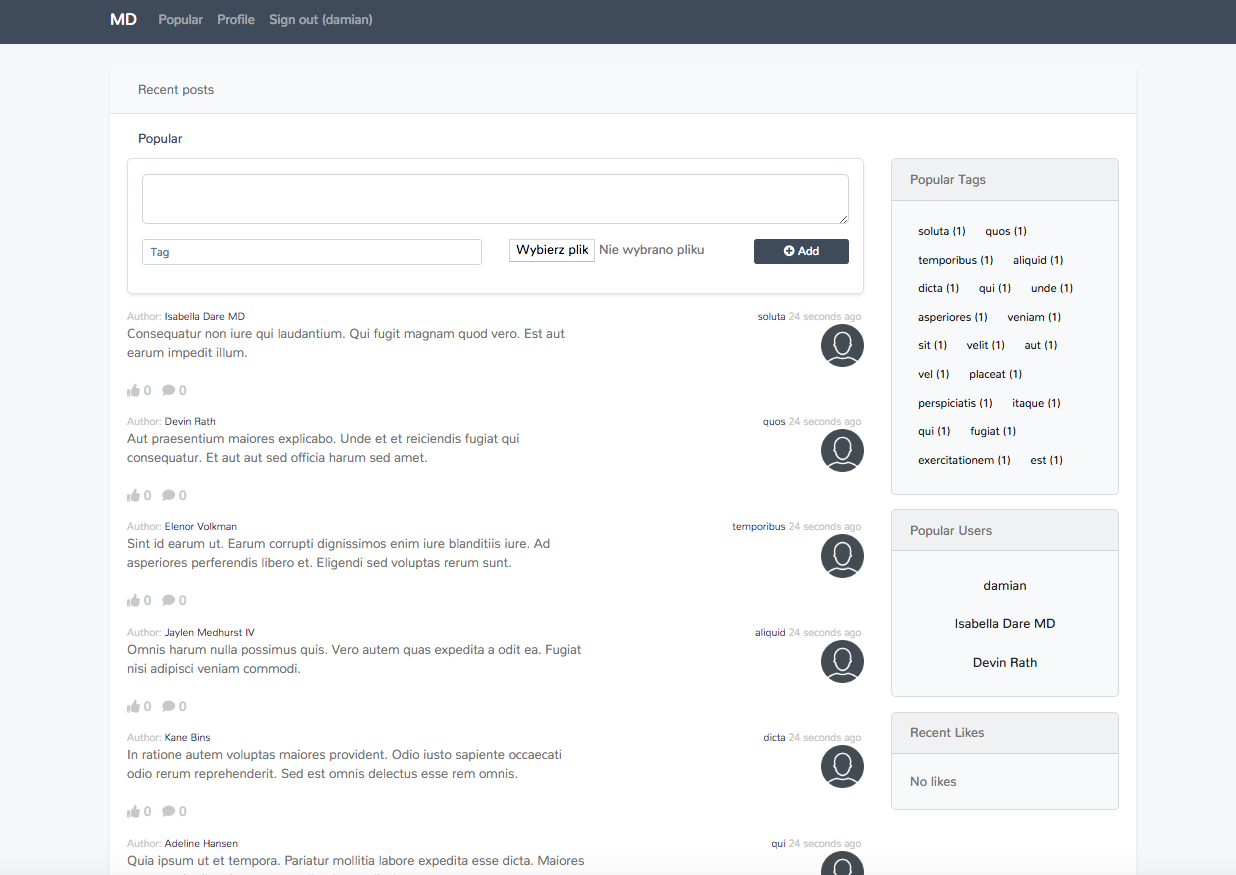 MD Popular Profile Sign out (damian)
Recent posts
Popular
Tag
Wybierz plik Nie wybrano pliku
Add
Author: Isabella Dare MD
soluta 24 seconds ago
Consequatur non iure qui laudantium. Qui fugit magnam quod vero. Est aut
earum impedit illum.
0 0
Author: Devin Rath
quos 24 seconds ago
Aut praesentium maiores explicabo. Unde et et reiciendis fugiat qui
consequatur. Et aut aut sed officia harum sed amet.
0 0
Author: Elenor Volkman
temporibus 24 seconds ago
Sint id earum ut. Earum corrupti dignissimos enim iure blanditiis iure. Ad
asperiores perferendis libero et. Eligendi sed voluptas rerum sunt.
0 0
Author: Jaylen Medhurst IV
aliquid 24 seconds ago
Omnis harum nulla possimus quis. Vero autem quas expedita a odit ea. Fugiat
nisi adipisci veniam commodi.
0 0
Author: Kane Bins
dicta 24 seconds ago
In ratione autem voluptas maiores provident. Odio iusto sapiente occaecati
odio rerum reprehenderit. Sed est omnis delectus esse rem omnis.
0 0
Author: Adeline Hansen
qui 24 seconds ago
Quia ipsum ut et tempora. Pariatur mollitia labore expedita esse dicta. Maiores
Popular Tags
soluta (1) quos (1)
temporibus (1) aliquid (1)
dicta (1) qui (1) unde (1)
asperiores (1) veniam (1)
sit (1) velit (1) aut (1)
vel (1) placeat (1)
perspiciatis (1) itaque (1)
qui (1) fugiat (1)
exercitationem (1) est (1)
Popular Users
damian
Isabella Dare MD
Devin Rath
Recent Likes
No likes